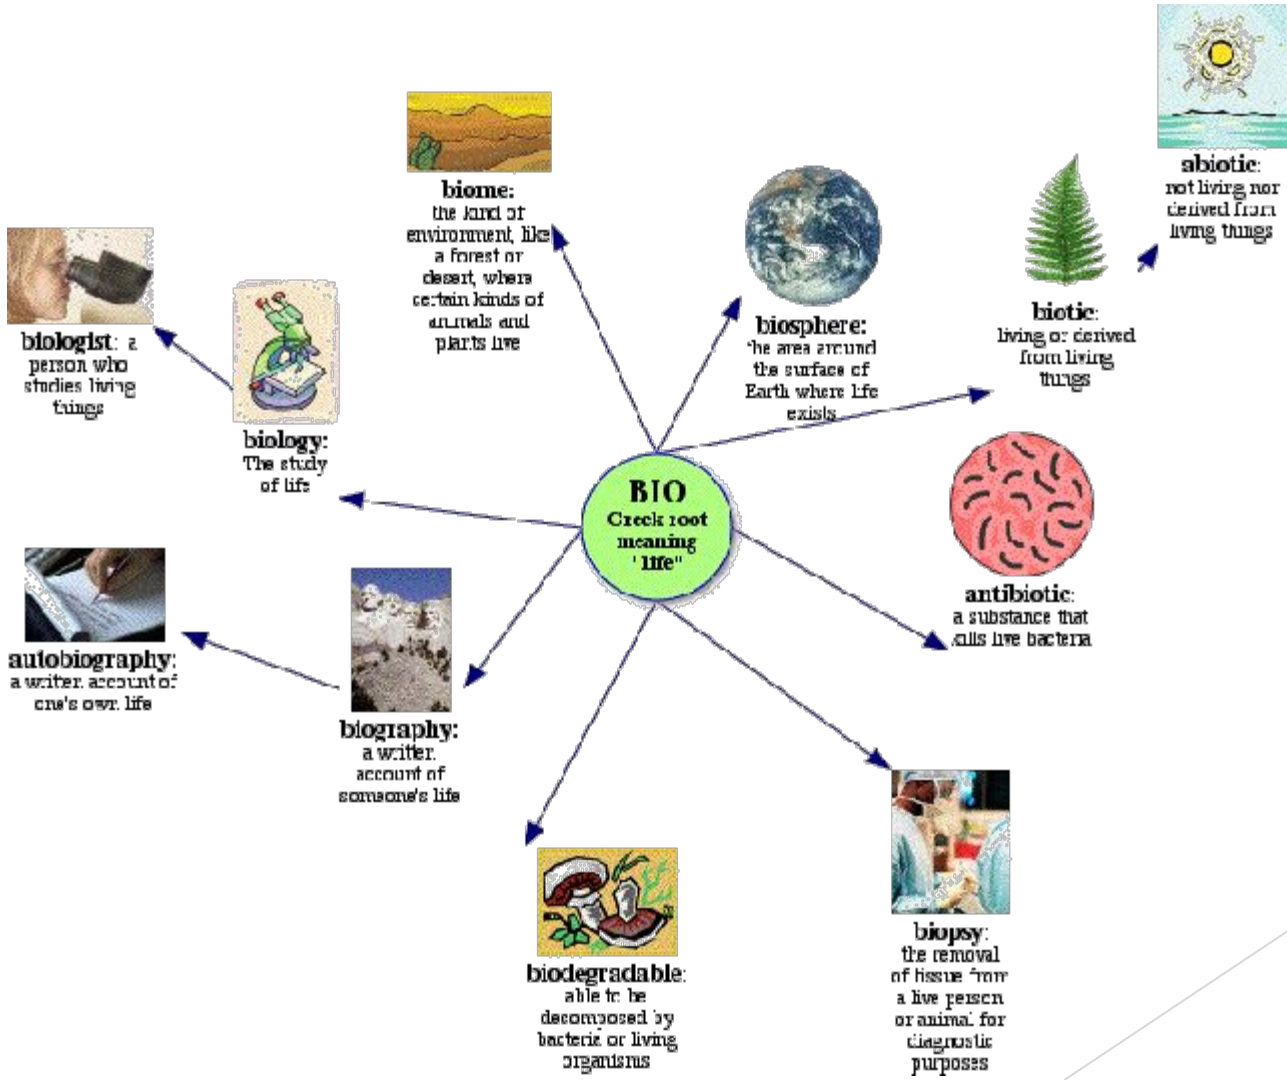 abiotic:
not living nor
derived from
living things
biome:
the kind of
environment, like
a forest or
desert, where
certain kinds of
animals and
plants live
biosphere:
the area around
the surface of
Earth where life
exists
biotic:
living or derived
from living
things
biologist: a
person who
studies living
things
biology:
The study
of life
BIO
Greek root
meaning
"life"
antibiotic:
a substance that
kills live bacteria
autobiography:
a written account of
one's own life
biography:
a written
account of
someone's life
biodegradable:
able to be
decomposed by
bacteria or living
organisms
biopsy:
the removal
of tissue from
a live person
or animal for
diagnostic
purposes